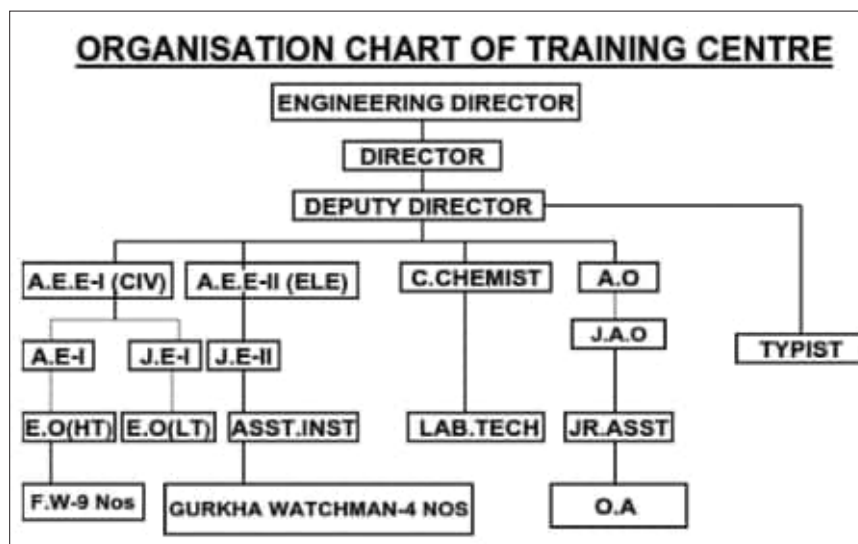 ORGANISATION CHART OF TRAINING CENTRE
ENGINEERING DIRECTOR
DIRECTOR
DEPUTY DIRECTOR
A.E.E-I (CIV)
A.E.E-II (ELE)
C.CHEMIST
A.O
J.A.O
TYPIST
A.E-I
J.E-I
J.E-II
E.O(HT)
E.O(LT)
ASST.INST
LAB.TECH
JR.ASST
F.W-9 Nos
GURKHA WATCHMAN-4 NOS
O.A